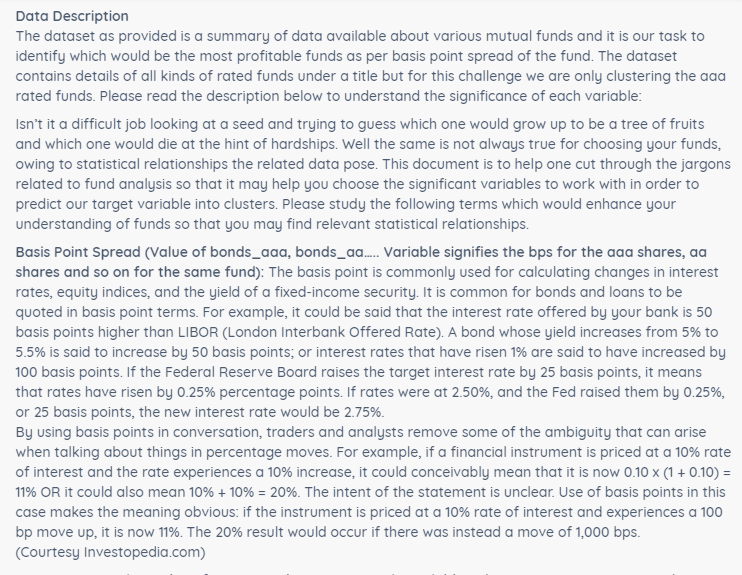 Data Description
The dataset as provided is a summary of data available about various mutual funds and it is our task to
identify which would be the most profitable funds as per basis point spread of the fund. The dataset
contains details of all kinds of rated funds under a title but for this challenge we are only clustering the aaa
rated funds. Please read the description below to understand the significance of each variable:
Isn't it a difficult job looking at a seed and trying to guess which one would grow up to be a tree of fruits
and which one would die at the hint of hardships. Well the same is not always true for choosing your funds,
owing to statistical relationships the related data pose. This document is to help one cut through the jargons
related to fund analysis so that it may help you choose the significant variables to work with in order to
predict our target variable into clusters. Please study the following terms which would enhance your
understanding of funds so that you may find relevant statistical relationships.
Basis Point Spread (Value of bonds_aaa, bonds_aa..... Variable signifies the bps for the aaa shares, aa
shares and so on for the same fund): The basis point is commonly used for calculating changes in interest
rates, equity indices, and the yield of a fixed-income security. It is common for bonds and loans to be
quoted in basis point terms. For example, it could be said that the interest rate offered by your bank is 50
basis points higher than LIBOR (London Interbank Offered Rate). A bond whose yield increases from 5% to
5.5% is said to increase by 50 basis points; or interest rates that have risen 1% are said to have increased by
100 basis points. If the Federal Reserve Board raises the target interest rate by 25 basis points, it means
that rates have risen by 0.25% percentage points. If rates were at 2.50%, and the Fed raised them by 0.25%,
or 25 basis points, the new interest rate would be 2.75%.
By using basis points in conversation, traders and analysts remove some of the ambiguity that can arise
when talking about things in percentage moves. For example, if a financial instrument is priced at a 10% rate
of interest and the rate experiences a 10% increase, it could conceivably mean that it is now 0.10 x (1 + 0.10) =
11% OR it could also mean 10% + 10% = 20%. The intent of the statement is unclear. Use of basis points in this
case makes the meaning obvious: if the instrument is priced at a 10% rate of interest and experiences a 100
bp move up, it is now 11%. The 20% result would occur if there was instead a move of 1,000 bps.
(Courtesy Investopedia.com)